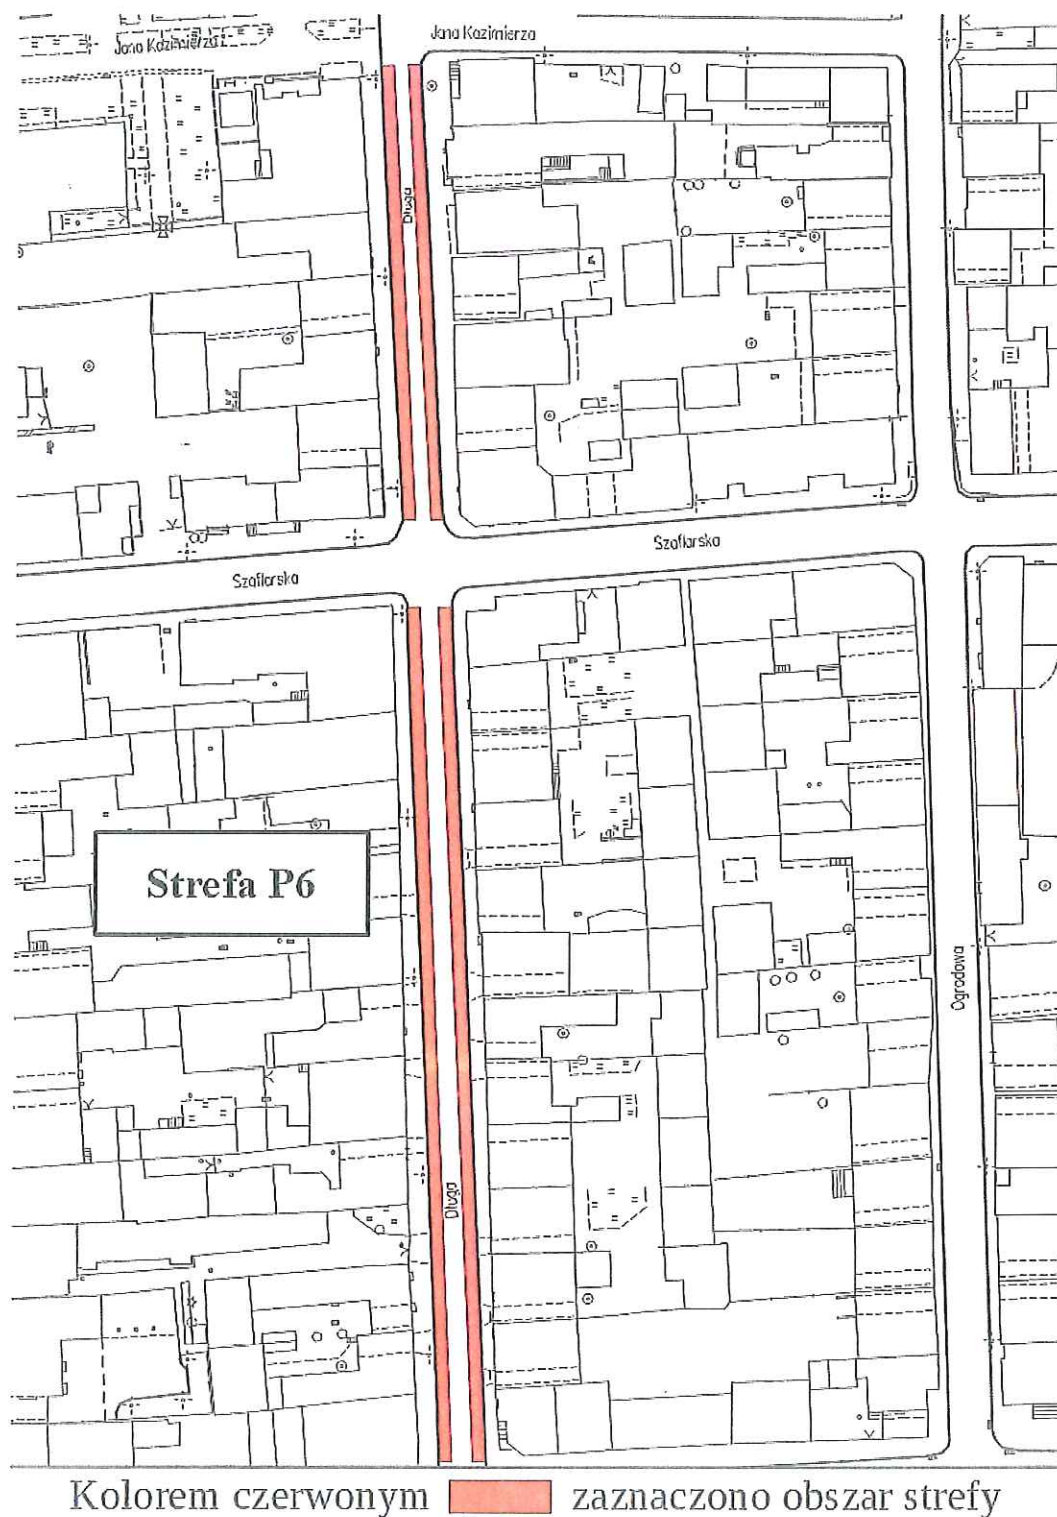 Jana Kazimierza
Jana Kazimierza
Długa
Szaflarska
Szaflarska
Strefa P6
Ogrodowa
Długa
Kolorem czerwonym zaznaczono obszar strefy